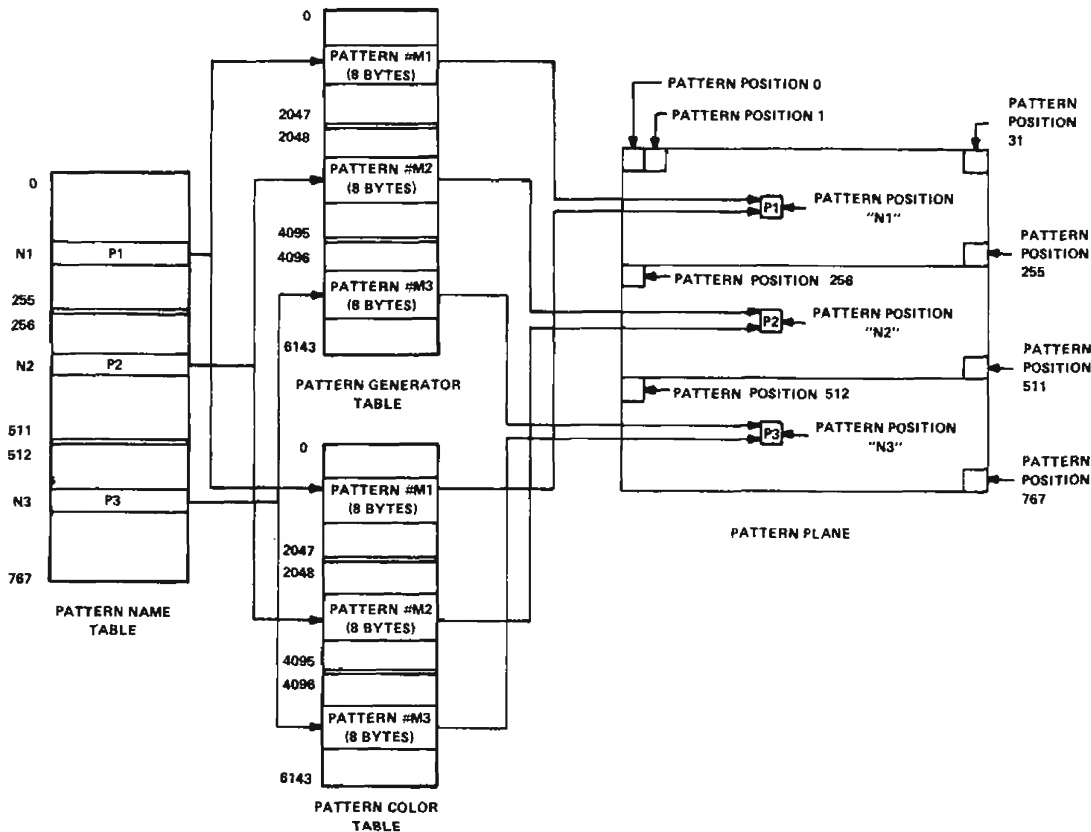 0
N1
P1
255
256
N2
P2
511
512
N3
P3
767
PATTERN NAME
TABLE
0
PATTERN #M1
(8 BYTES)
2047
2048
PATTERN #M2
(8 BYTES)
4095
4096
PATTERN #M3
(8 BYTES)
6143
PATTERN GENERATOR
TABLE
0
PATTERN #M1
(8 BYTES)
2047
2048
PATTERN #M2
(8 BYTES)
4095
4096
PATTERN #M3
(8 BYTES)
6143
PATTERN COLOR
TABLE
PATTERN POSITION 0
PATTERN POSITION 1
PATTERN
POSITION
31
P1
PATTERN POSITION
"N1"
PATTERN
POSITION
255
PATTERN POSITION 256
P2
PATTERN POSITION
"N2"
PATTERN
POSITION
511
PATTERN POSITION 512
P3
PATTERN POSITION
"N3"
PATTERN
POSITION
767
PATTERN PLANE